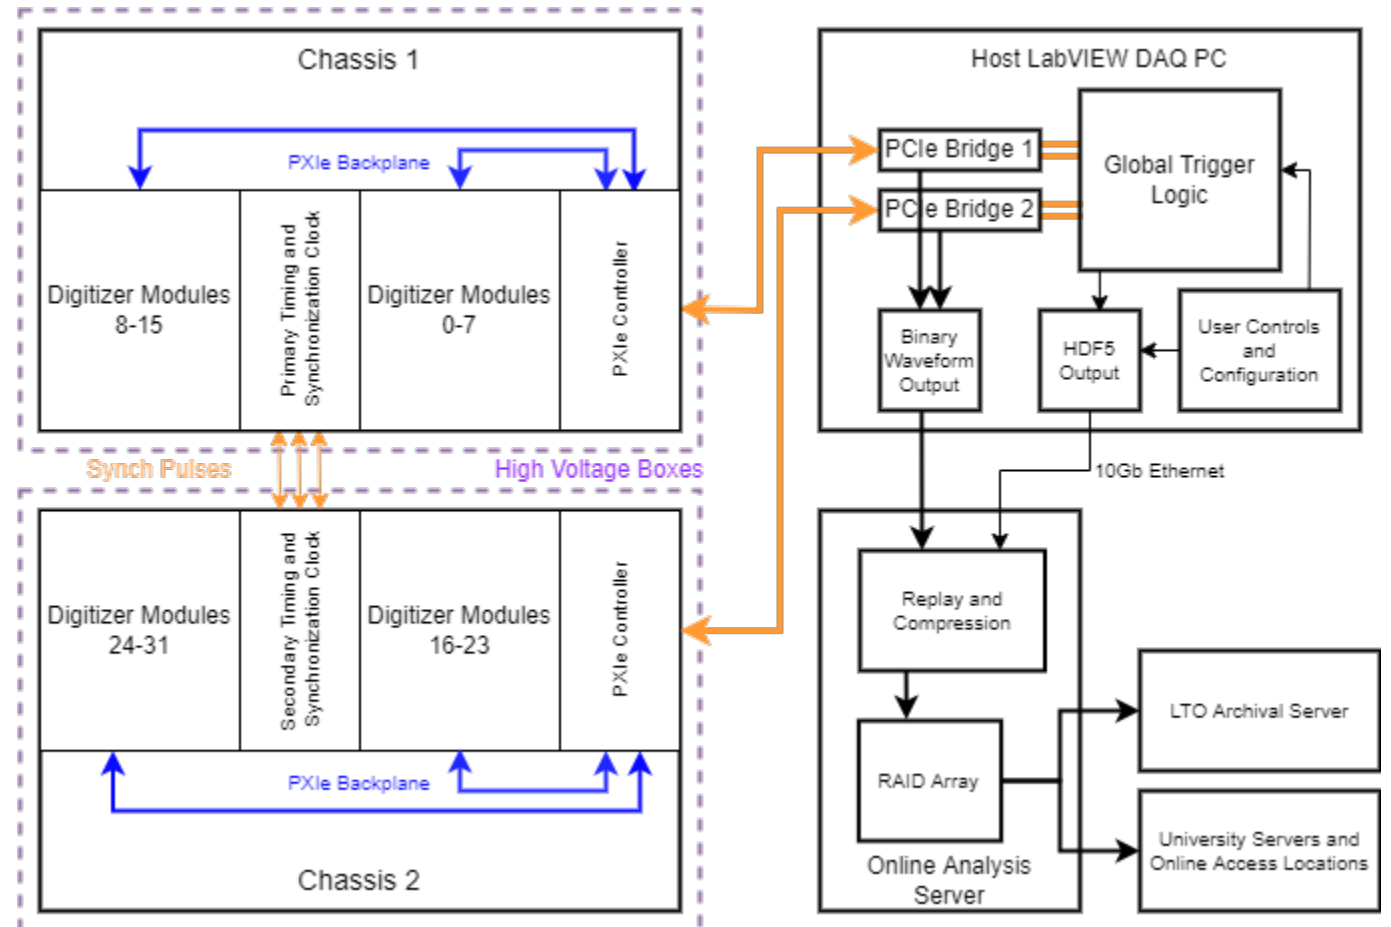 Chassis 1
PXIe Backplane
Digitizer Modules
8-15
Primary Timing and
Synchronization Clock
Digitizer Modules
0-7
PXIe Controller
Synch Pulses
High Voltage Boxes
Digitizer Modules
24-31
Secondary Timing and
Synchronization Clock
Digitizer Modules
16-23
PXIe Controller
PXIe Backplane
Chassis 2
Host LabVIEW DAQ PC
PCIe Bridge 1
PCIe Bridge 2
Global Trigger
Logic
Binary
Waveform
Output
HDF5
Output
User Controls
and
Configuration
10Gb Ethernet
Replay and
Compression
RAID Array
Online Analysis
Server
LTO Archival Server
University Servers and
Online Access Locations